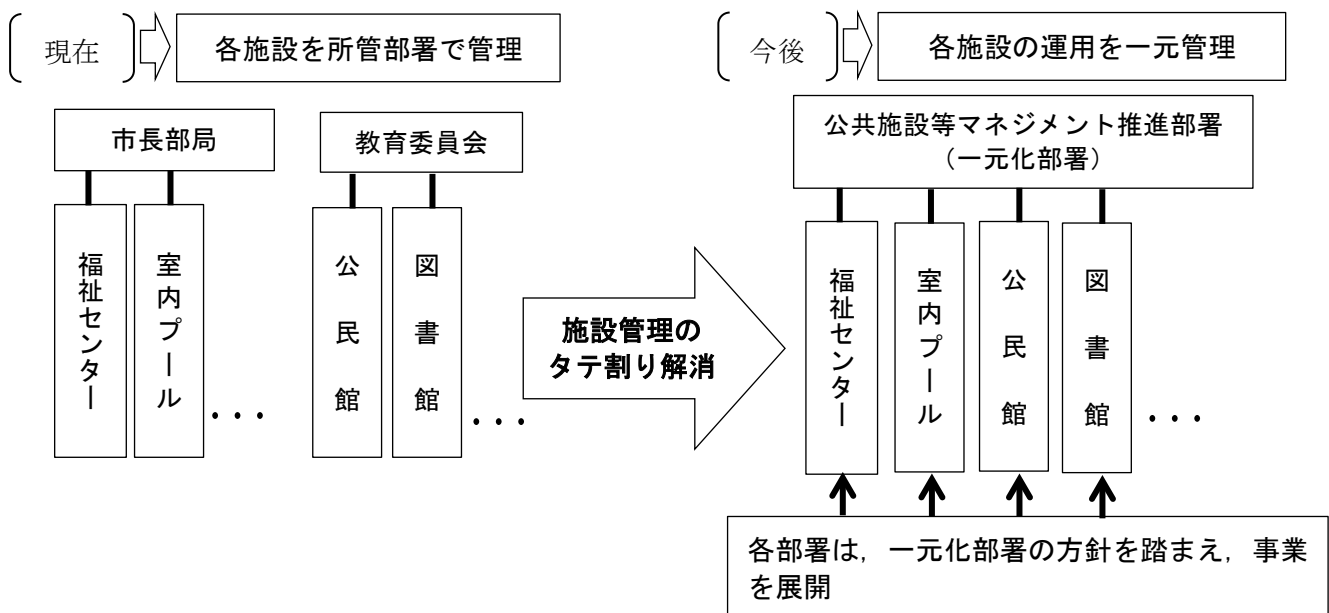 現在
各施設を所管部署で管理
市長部局
教育委員会
福祉センター
室内プール
・・・
公民館
図書館
・・・
施設管理の
タテ割り解消
今後
各施設の運用を一元管理
公共施設等マネジメント推進部署
（一元化部署）
福祉センター
室内プール
公民館
図書館
・・・
各部署は，一元化部署の方針を踏まえ，事業
を展開